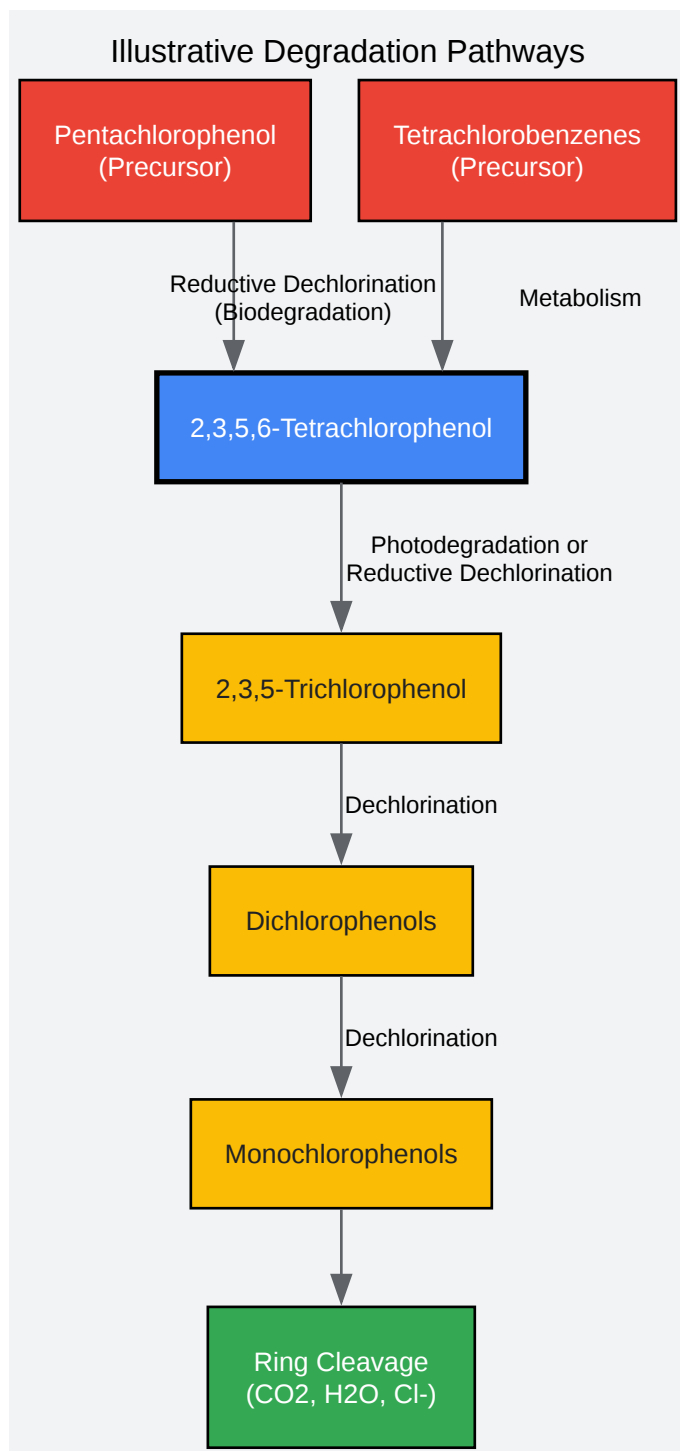 Illustrative Degradation Pathways
Pentachlorophenol
(Precursor)
Tetrachlorobenzenes
(Precursor)
Reductive Dechlorination
(Biodegradation)
Metabolism
2,3,5,6-Tetrachlorophenol
Photodegradation or
Reductive Dechlorination
2,3,5-Trichlorophenol
Dechlorination
Dichlorophenols
Dechlorination
Monochlorophenols
Ring Cleavage
(CO2, H2O, Cl-)